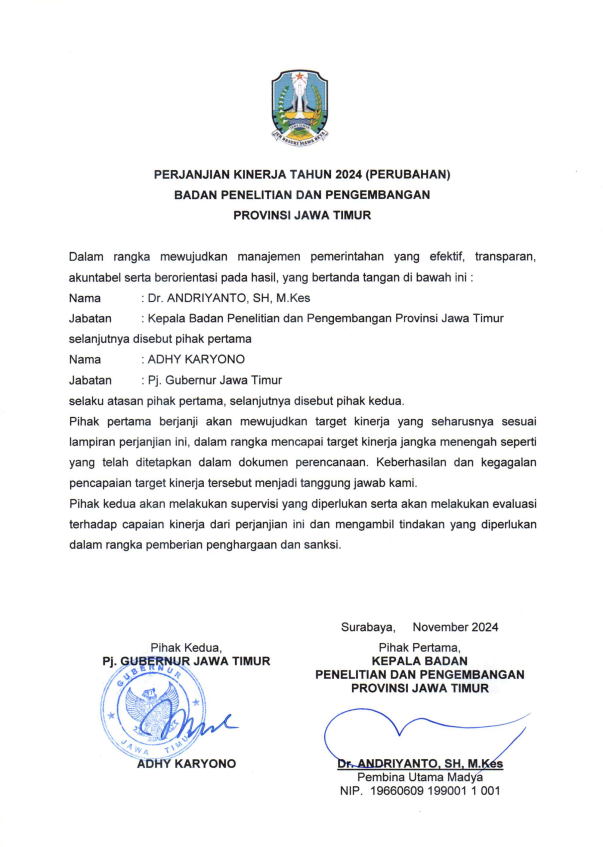 PERJANJIAN KINERJA TAHUN 2024 (PERUBAHAN)
BADAN PENELITIAN DAN PENGEMBANGAN
PROVINSI JAWA TIMUR
Dalam rangka mewujudkan manajemen pemerintahan yang efektif, transparan,
akuntabel serta berorientasi pada hasil, yang bertanda tangan di bawah ini :
Nama : Dr. ANDRIYANTO, SH, M.Kes
Jabatan : Kepala Badan Penelitian dan Pengembangan Provinsi Jawa Timur
selanjutnya disebut pihak pertama
Nama : ADHY KARYONO
Jabatan : Pj. Gubernur Jawa Timur
selaku atasan pihak pertama, selanjutnya disebut pihak kedua.
Pihak pertama berjanji akan mewujudkan target kinerja yang seharusnya sesuai
lampiran perjanjian ini, dalam rangka mencapai target kinerja jangka menengah seperti
yang telah ditetapkan dalam dokumen perencanaan. Keberhasilan dan kegagalan
pencapaian target kinerja tersebut menjadi tanggung jawab kami.
Pihak kedua akan melakukan supervisi yang diperlukan serta akan melakukan evaluasi
terhadap capaian kinerja dari perjanjian ini dan mengambil tindakan yang diperlukan
dalam rangka pemberian penghargaan dan sanksi.
Surabaya, November 2024
Pihak Kedua,
Pj. GUBERNUR JAWA TIMUR
GUBERNUR
JAWA TIMUR
ADHY KARYONO
Pihak Pertama,
KEPALA BADAN
PENELITIAN DAN PENGEMBANGAN
PROVINSI JAWA TIMUR
Dr. ANDRIYANTO, SH, M.Kes
Pembina Utama Madya
NIP. 19660609 199001 1 001